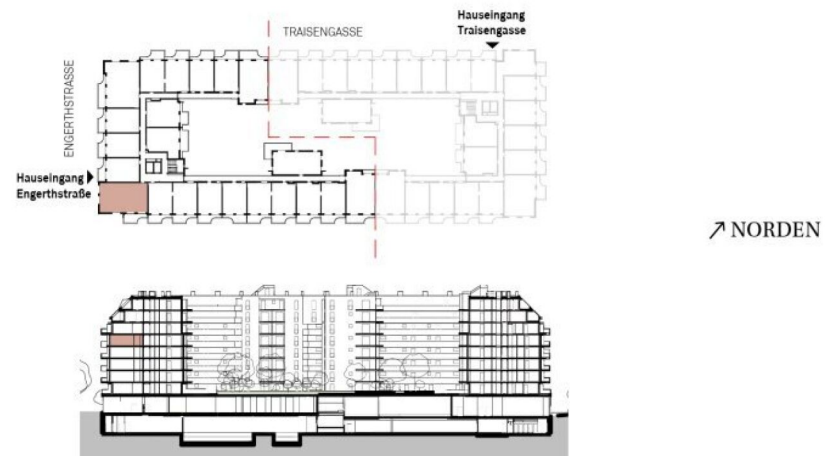 TRAISENGASSE
Hauseingang
Traisengasse
ENGERTHSTRASSE
Hauseingang
Engerthstraße
↗ NORDEN